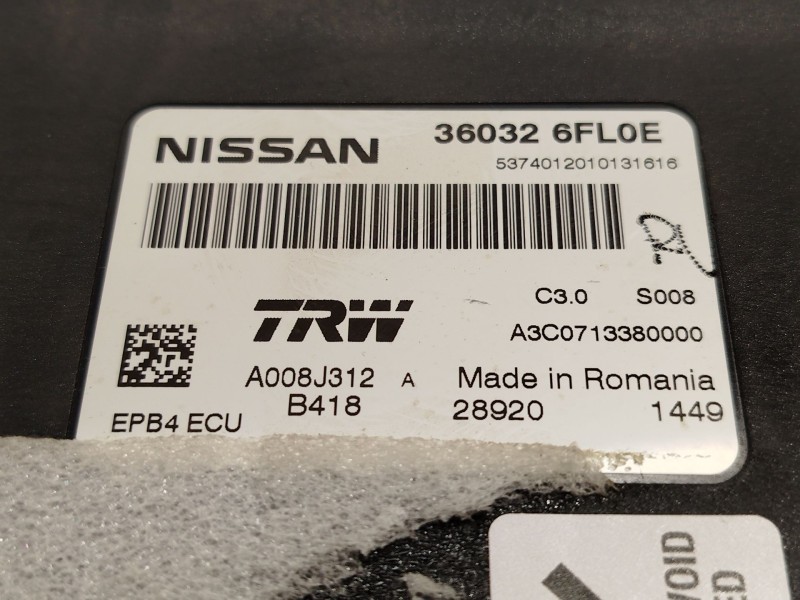 NISSAN 36032 6FL0E
5374012010131616
TRW
C3.0 S008
A3C0713380000
A008J312 A Made in Romania
B418 28920 1449
EPB4 ECU
VOID
ED